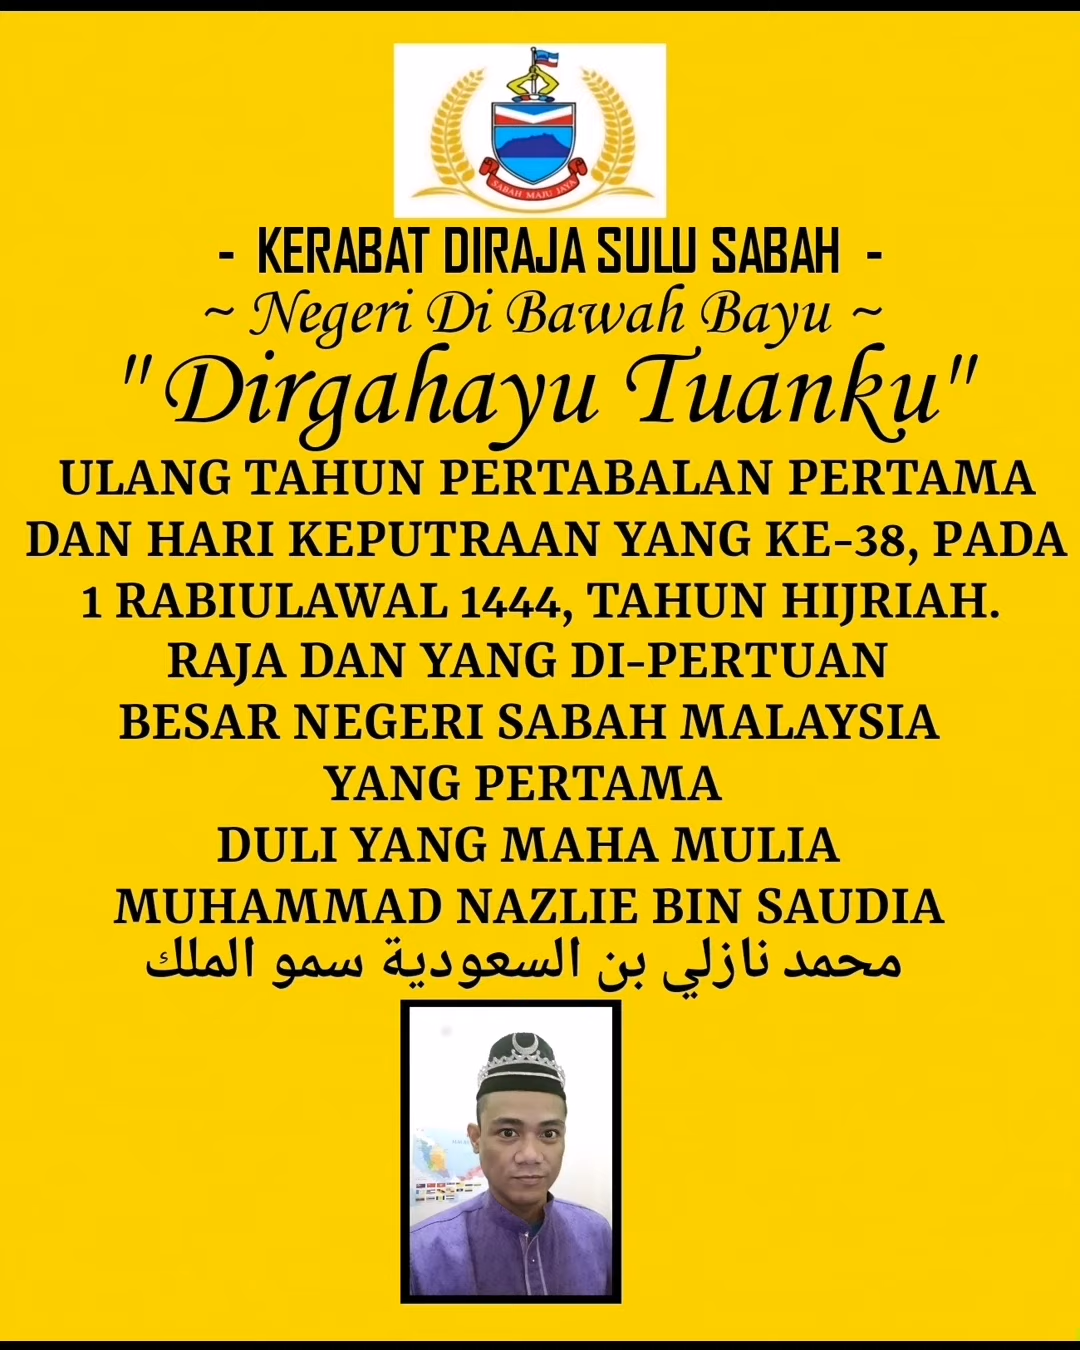 SABAH MAJU JAYA
- KERABAT DIRAJA SULU SABAH -
~ Negeri Di Bawah Bayu ~
"Dirgahayu Tuanku"
ULANG TAHUN PERTABALAN PERTAMA
DAN HARI KEPUTRAAN YANG KE-38, PADA
1 RABIULAWAL 1444, TAHUN HIJRIAH.
RAJA DAN YANG DI-PERTUAN
BESAR NEGERI SABAH MALAYSIA
YANG PERTAMA
DULI YANG MAHA MULIA
MUHAMMAD NAZLIE BIN SAUDIA
محمد نازلي بن السعودية سمو الملك